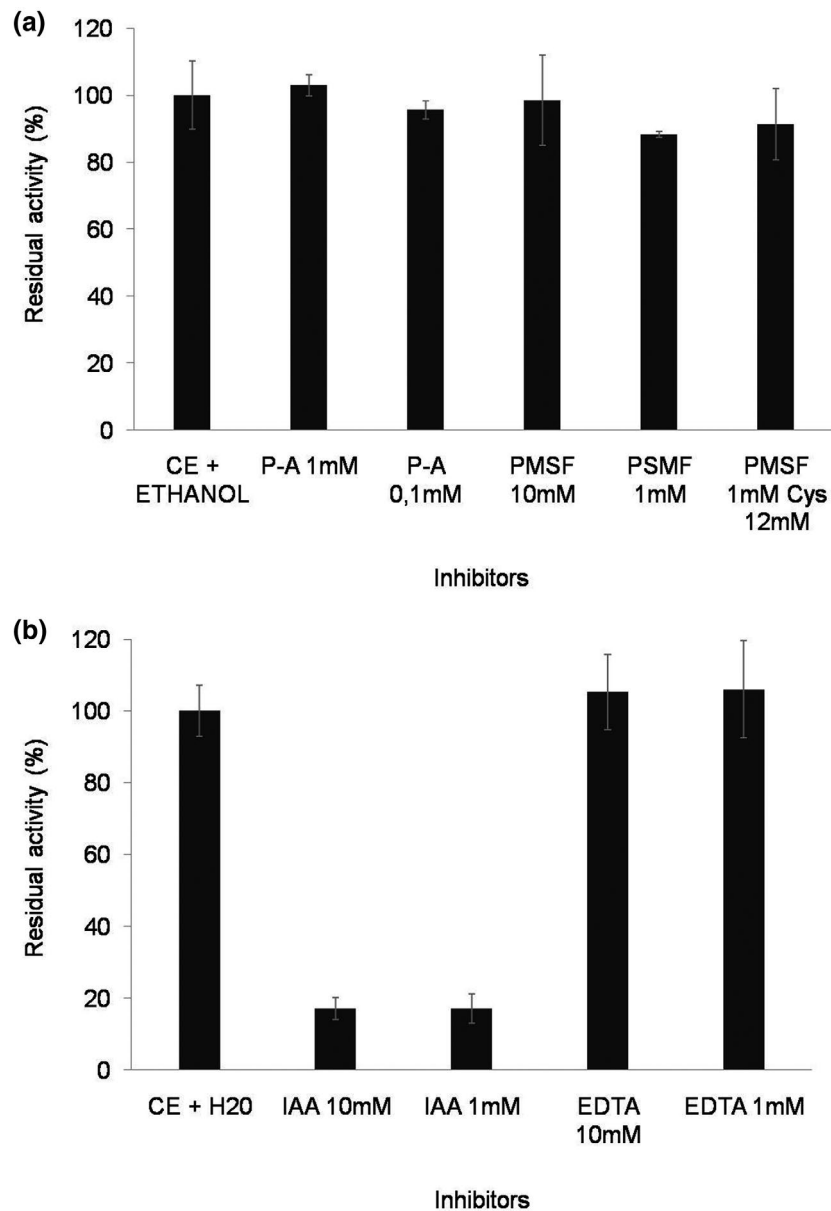 (a)
Residual activity (%)
120
100
80
60
40
20
0
CE +
ETHANOL
P-A 1mM
P-A
0,1mM
PMSF
10mM
PSMF
1mM
PMSF
1mM Cys
12mM
Inhibitors
(b)
Residual activity (%)
120
100
80
60
40
20
0
CE + H20
IAA 10mM
IAA 1mM
EDTA
10mM
EDTA 1mM
Inhibitors